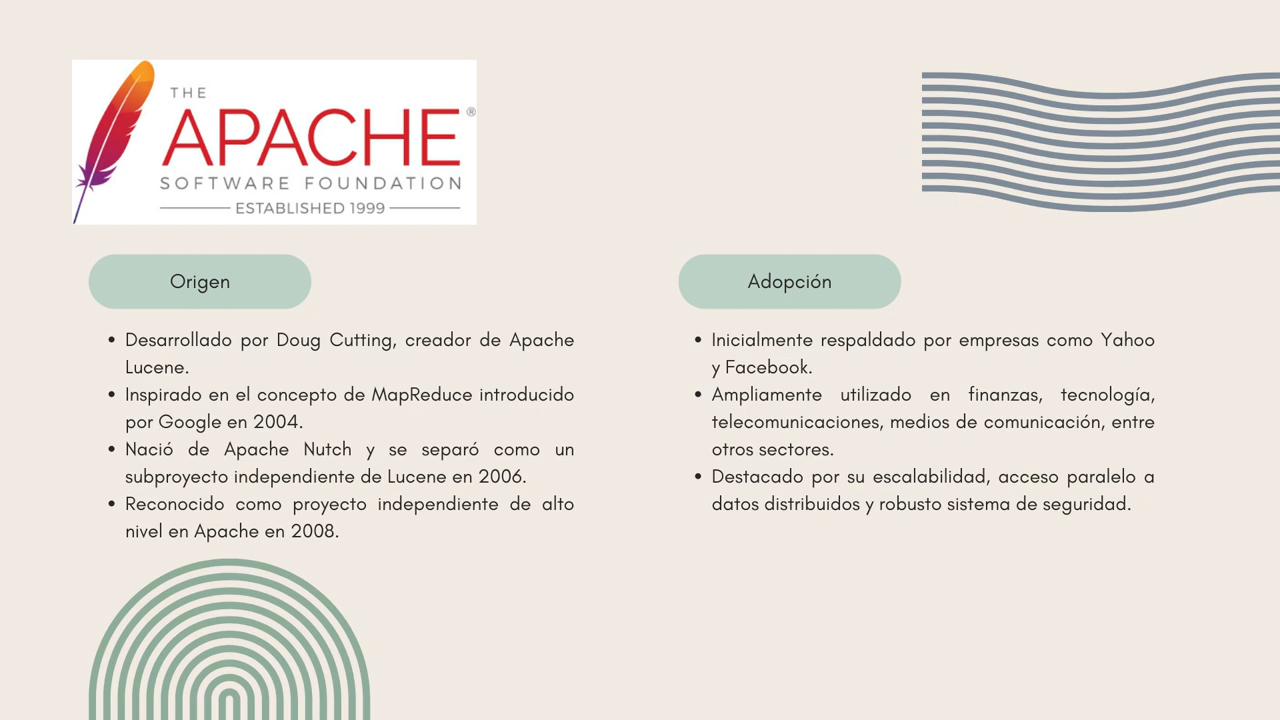 THE
APACHE®
SOFTWARE FOUNDATION
ESTABLISHED 1999
Origen
• Desarrollado por Doug Cutting, creador de Apache
Lucene.
• Inspirado en el concepto de MapReduce introducido
por Google en 2004.
• Nació de Apache Nutch y se separó como un
subproyecto independiente de Lucene en 2006.
• Reconocido como proyecto independiente de alto
nivel en Apache en 2008.
Adopción
• Inicialmente respaldado por empresas como Yahoo
y Facebook.
• Ampliamente utilizado en finanzas, tecnología,
telecomunicaciones, medios de comunicación, entre
otros sectores.
• Destacado por su escalabilidad, acceso paralelo a
datos distribuidos y robusto sistema de seguridad.